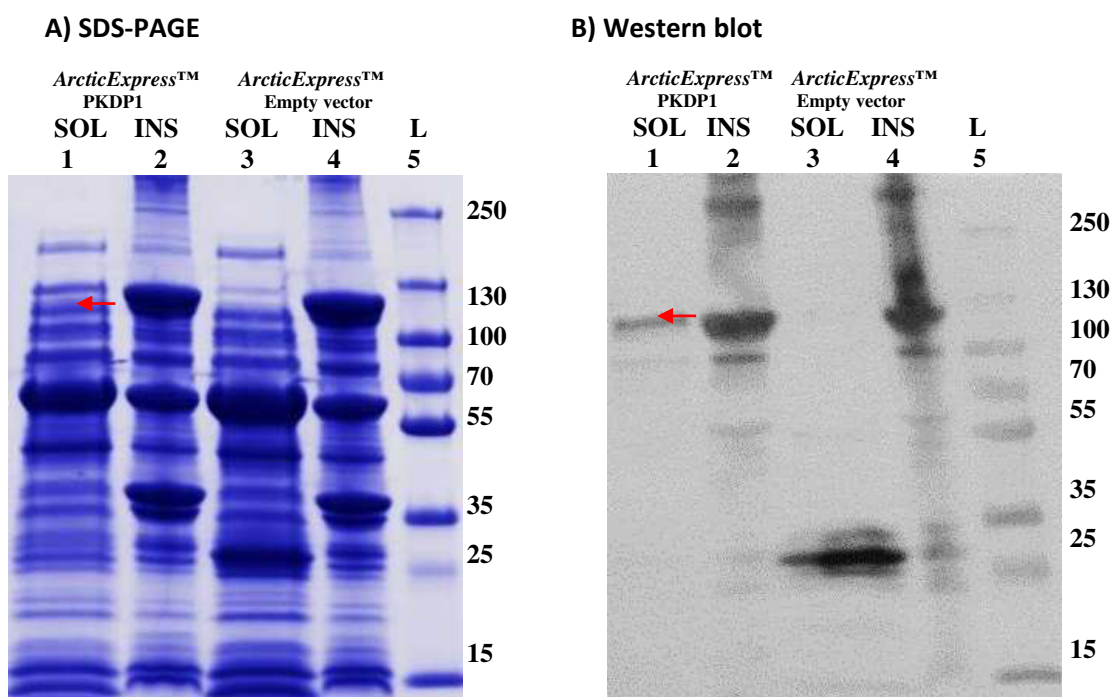 A) SDS-PAGE
ArcticExpress™ ArcticExpress™
PKDP1 Empty vector
SOL INS SOL INS L
1 2 3 4 5
250
130
100
70
55
35
25
15
B) Western blot
ArcticExpress™ ArcticExpress™
PKDP1 Empty vector
SOL INS SOL INS L
1 2 3 4 5
250
130
100
70
55
35
25
15